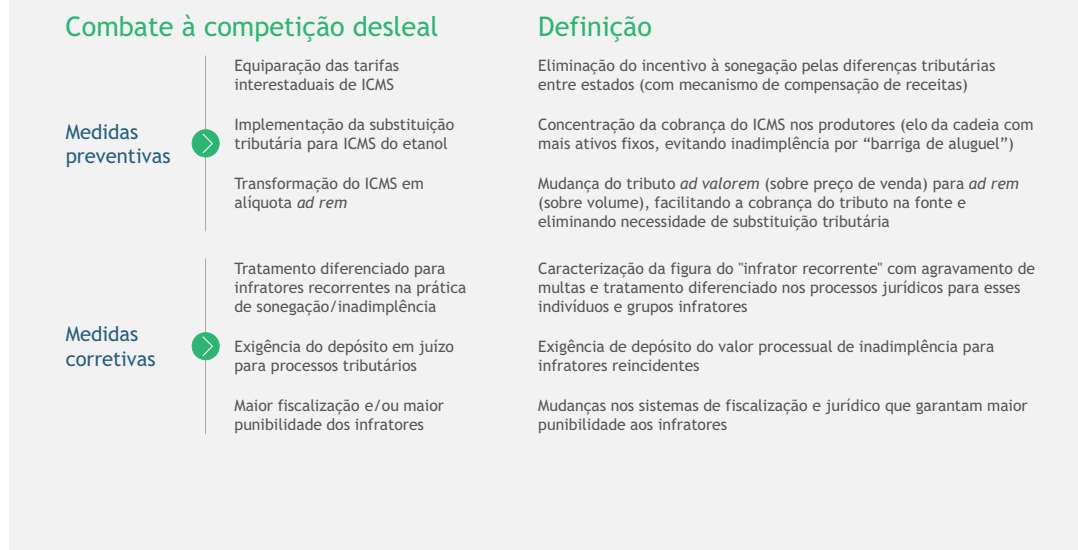 Combate à competição desleal
Definição
Medidas
preventivas
Equiparação das tarifas
interestaduais de ICMS
Eliminação do incentivo à sonegação pelas diferenças tributárias
entre estados (com mecanismo de compensação de receitas)
Implementação da substituição
tributária para ICMS do etanol
Concentração da cobrança do ICMS nos produtores (elo da cadeia com
mais ativos fixos, evitando inadimplência por “barriga de aluguel”)
Transformação do ICMS em
alíquota ad rem
Mudança do tributo ad valorem (sobre preço de venda) para ad rem
(sobre volume), facilitando a cobrança do tributo na fonte e
eliminando necessidade de substituição tributária
Medidas
corretivas
Tratamento diferenciado para
infratores recorrentes na prática
de sonegação/inadimplência
Caracterização da figura do "infrator recorrente" com agravamento de
multas e tratamento diferenciado nos processos jurídicos para esses
indivíduos e grupos infratores
Exigência do depósito em juízo
para processos tributários
Exigência de depósito do valor processual de inadimplência para
infratores reincidentes
Maior fiscalização e/ou maior
punibilidade dos infratores
Mudanças nos sistemas de fiscalização e jurídico que garantam maior
punibilidade aos infratores